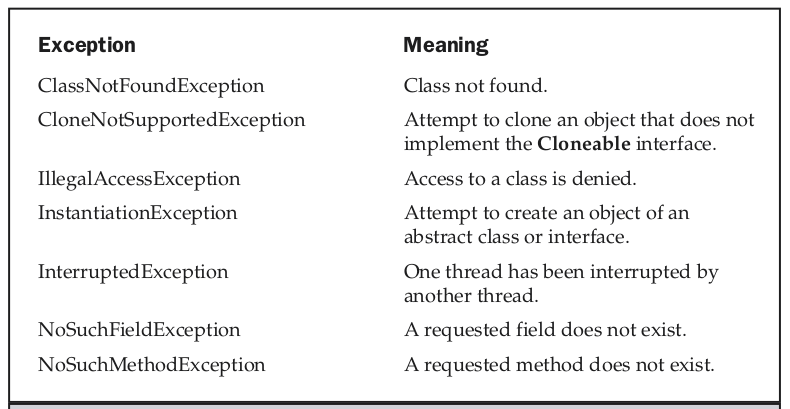 Exception Meaning
ClassNotFoundException Class not found.
CloneNotSupportedException Attempt to clone an object that does not
implement the Cloneable interface.
IllegalAccessException Access to a class is denied.
InstantiationException Attempt to create an object of an
abstract class or interface.
InterruptedException One thread has been interrupted by
another thread.
NoSuchFieldException A requested field does not exist.
NoSuchMethodException A requested method does not exist.